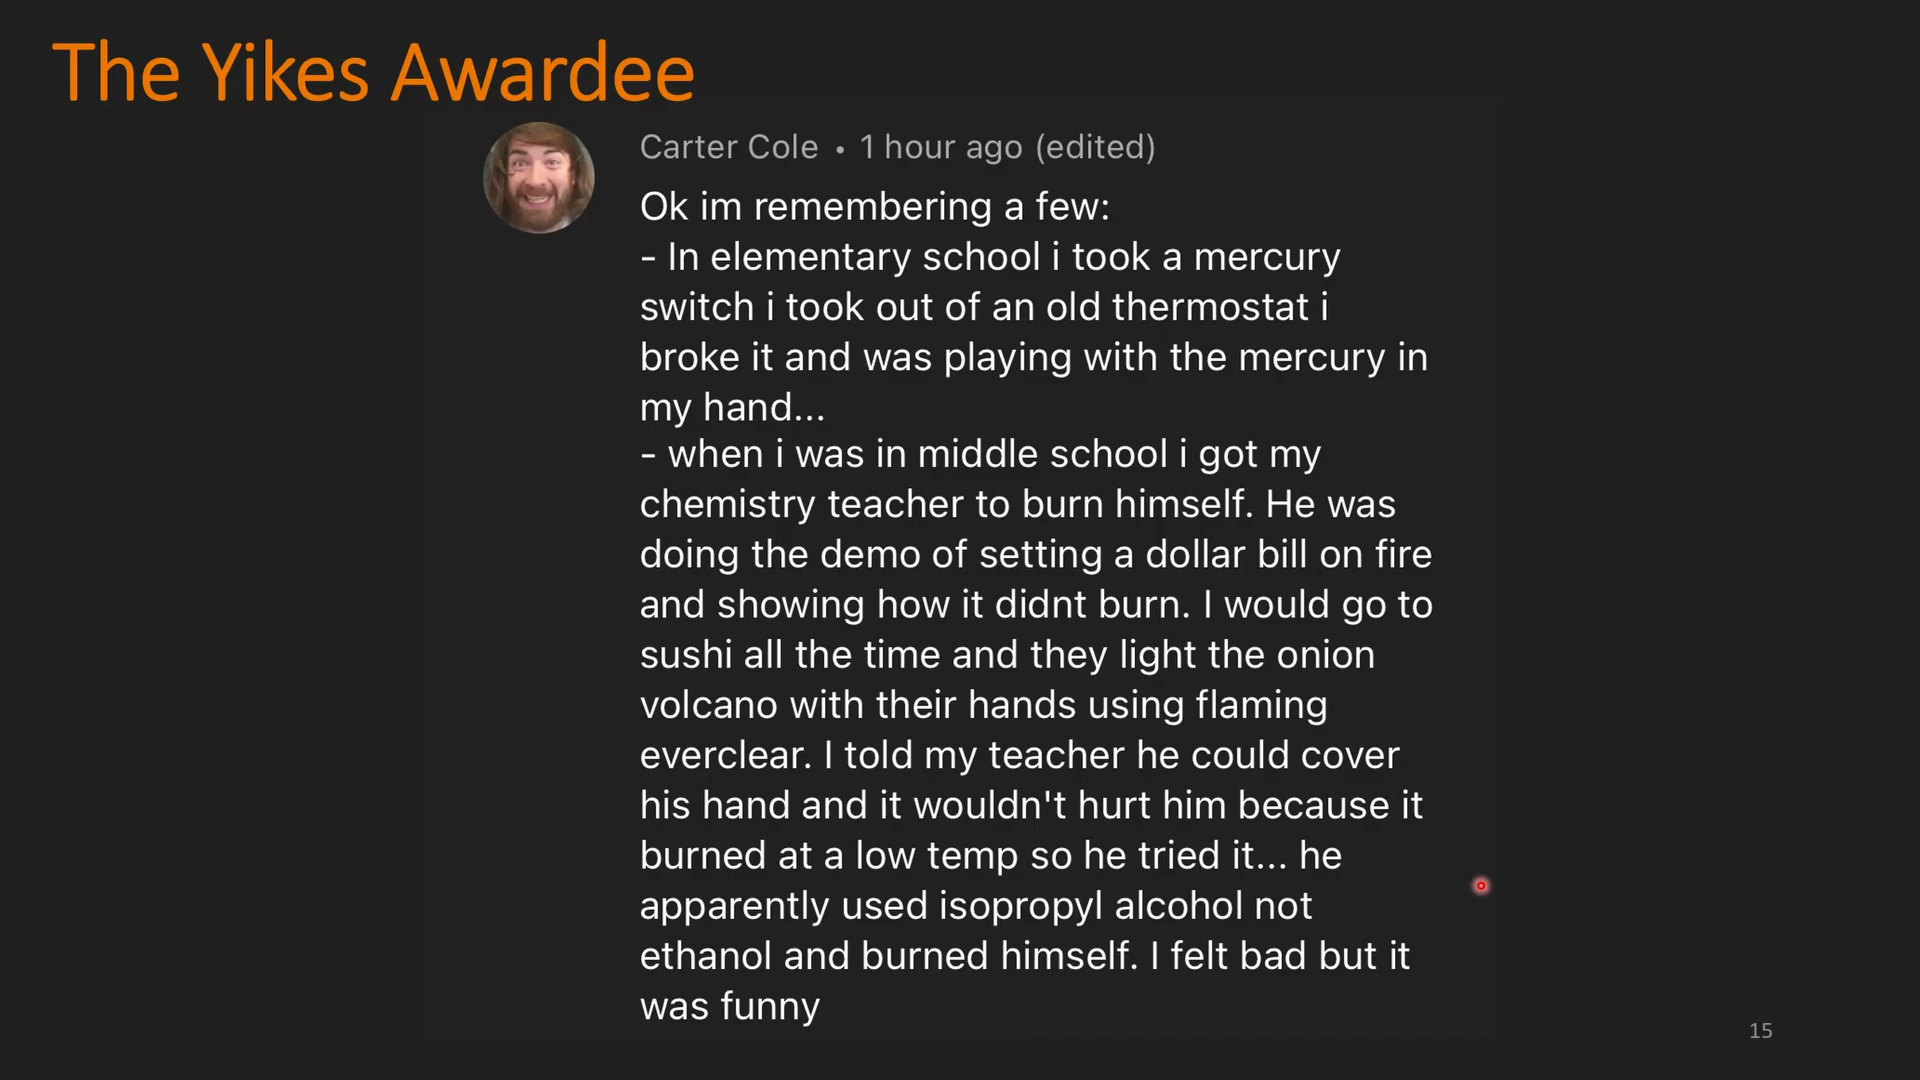 The Yikes Awardee
Carter Cole • 1 hour ago (edited)
Ok im remembering a few:
- In elementary school i took a mercury
switch i took out of an old thermostat i
broke it and was playing with the mercury in
my hand...
- when i was in middle school i got my
chemistry teacher to burn himself. He was
doing the demo of setting a dollar bill on fire
and showing how it didnt burn. I would go to
sushi all the time and they light the onion
volcano with their hands using flaming
everclear. I told my teacher he could cover
his hand and it wouldn't hurt him because it
burned at a low temp so he tried it... he
apparently used isopropyl alcohol not
ethanol and burned himself. I felt bad but it
was funny
15